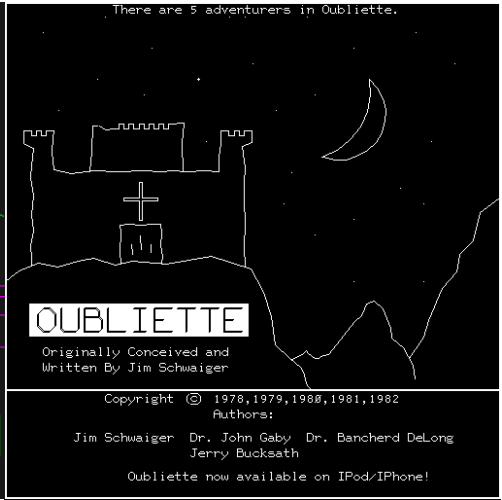 There are 5 adventurers in Oubliette.
OUBLIETTE
Originally Conceived and
Written By Jim Schwaiger
Copyright © 1978,1979,1980,1981,1982
Authors:
Jim Schwaiger Dr. John Gaby Dr. Bancherd DeLong
Jerry Bucksath
Oubliette now available on IPod/IPhone!